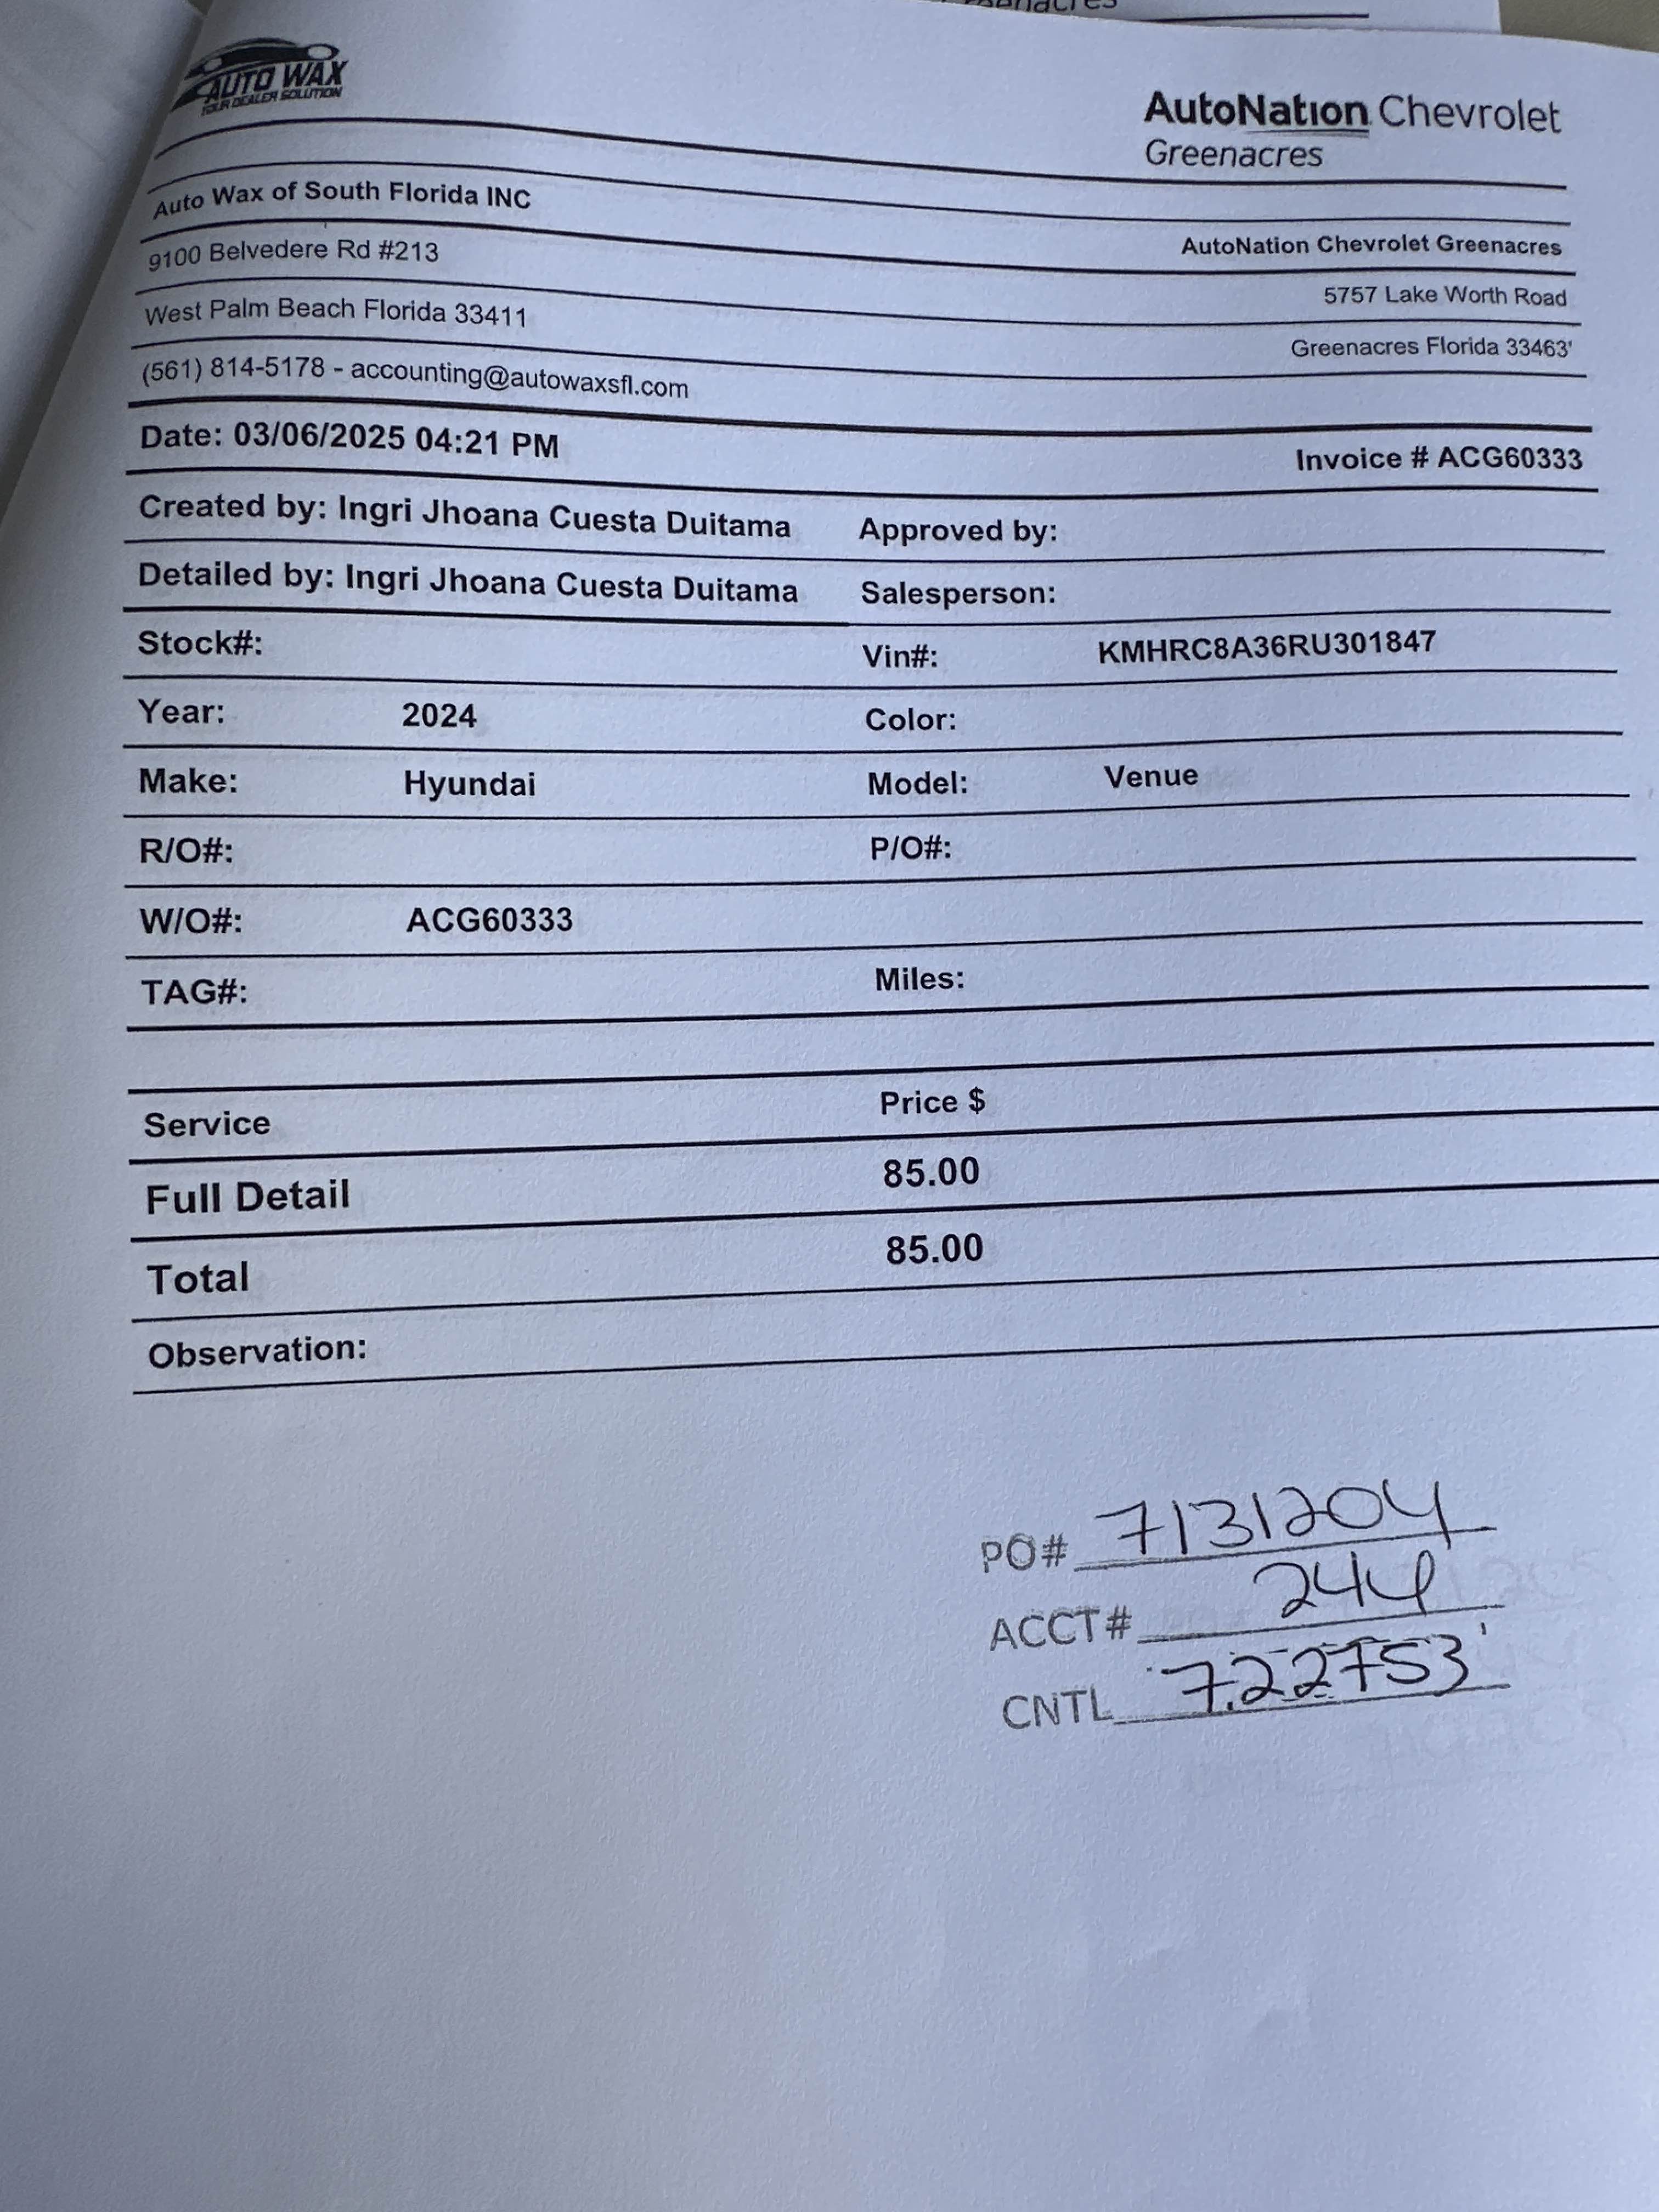 AUTO WAX
YOUR DEALER SOLUTION
AutoNation Chevrolet
Greenacres
Auto Wax of South Florida INC
AutoNation Chevrolet Greenacres
9100 Belvedere Rd #213
5757 Lake Worth Road
West Palm Beach Florida 33411
Greenacres Florida 33463'
(561) 814-5178 - accounting@autowaxsfl.com
Date: 03/06/2025 04:21 PM
Invoice # ACG60333
Created by: Ingri Jhoana Cuesta Duitama Approved by:
Detailed by: Ingri Jhoana Cuesta Duitama Salesperson:
Stock#: Vin#: KMHRC8A36RU301847
Year: 2024 Color:
Make: Hyundai Model: Venue
R/O#: P/O#:
W/O#: ACG60333
TAG#: Miles:
Service Price $
Full Detail 85.00
Total 85.00
Observation:
PO# 7131204
ACCT# 244
CNTL 722753